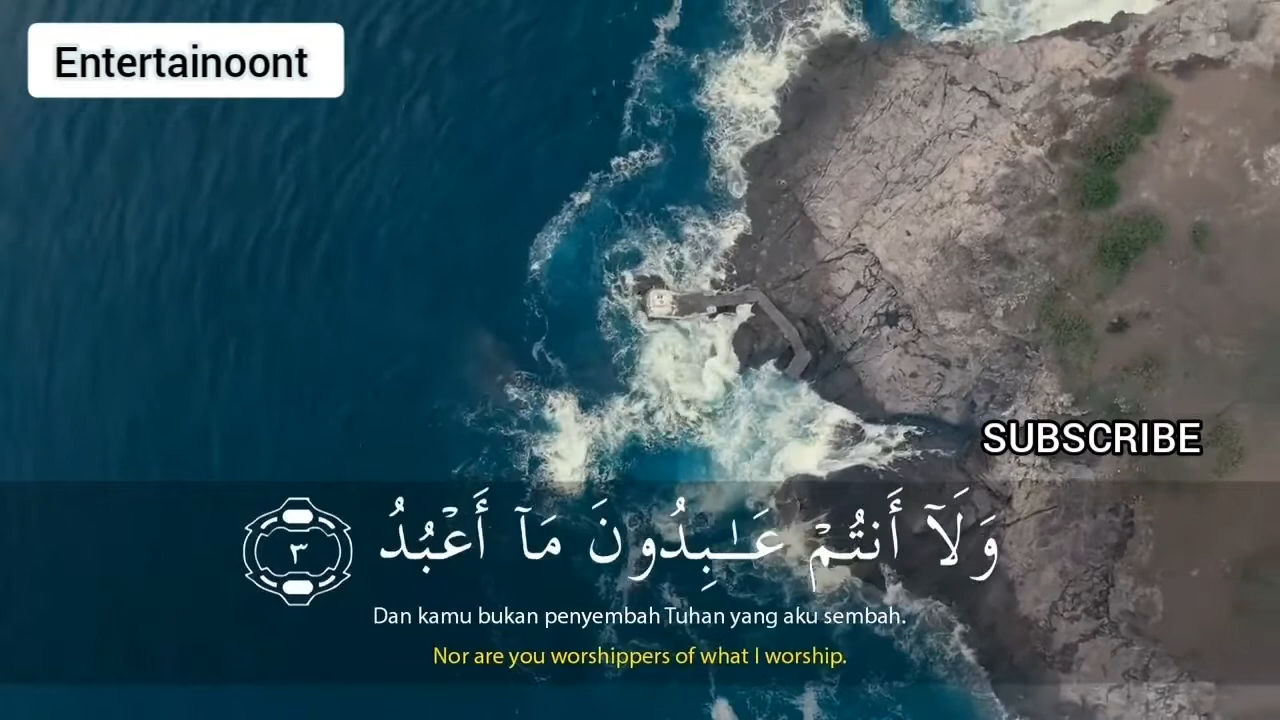 Entertainoont
SUBSCRIBE
وَلَآ أَنتُمْ عَـٰبِدُونَ مَآ أَعْبُدُ ٣
Dan kamu bukan penyembah Tuhan yang aku sembah.
Nor are you worshippers of what I worship.